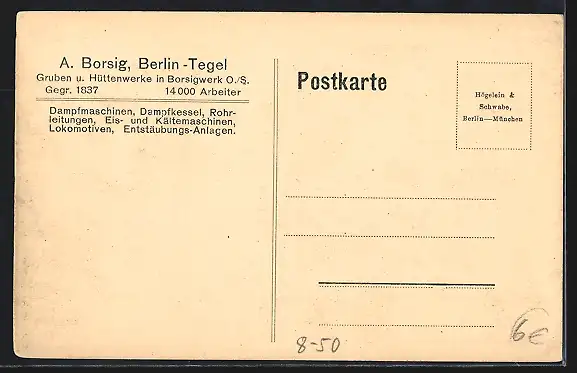 A. Borsig, Berlin-Tegel
Gruben u. Hüttenwerke in Borsigwerk O./S.
Gegr. 1837 14000 Arbeiter
Dampfmaschinen, Dampfkessel, Rohr-
leitungen, Eis- und Kältemaschinen,
Lokomotiven, Entstäubungs-Anlagen.
Postkarte
Högelein &
Schwabe,
Berlin—München
8-50
6€